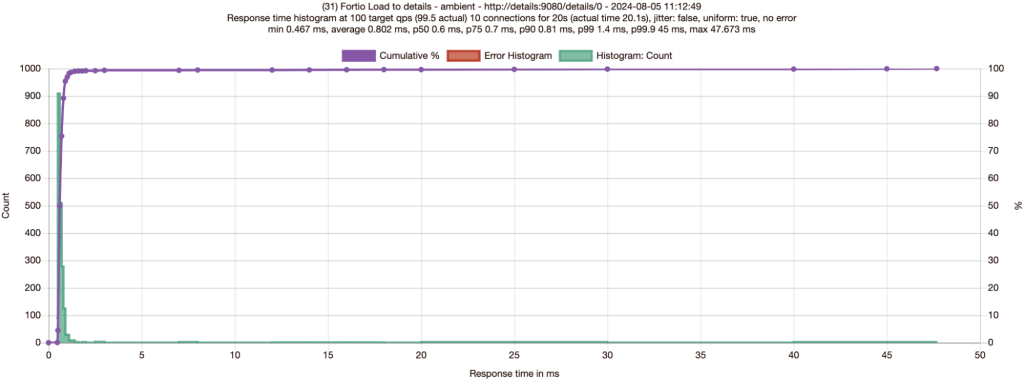 (31) Fortio Load to details - ambient - http://details:9080/details/0 - 2024-08-05 11:12:49
Response time histogram at 100 target qps (99.5 actual) 10 connections for 20s (actual time 20.1s), jitter: false, uniform: true, no error
min 0.467 ms, average 0.802 ms, p50 0.6 ms, p75 0.7 ms, p90 0.81 ms, p99 1.4 ms, p99.9 45 ms, max 47.673 ms
Cumulative % Error Histogram Histogram: Count
1000 100
900 90
800 80
700 70
600 60
500 50
400 40
300 30
200 20
100 10
0 0
Count
%
0 5 10 15 20 25 30 35 40 45 50
Response time in ms